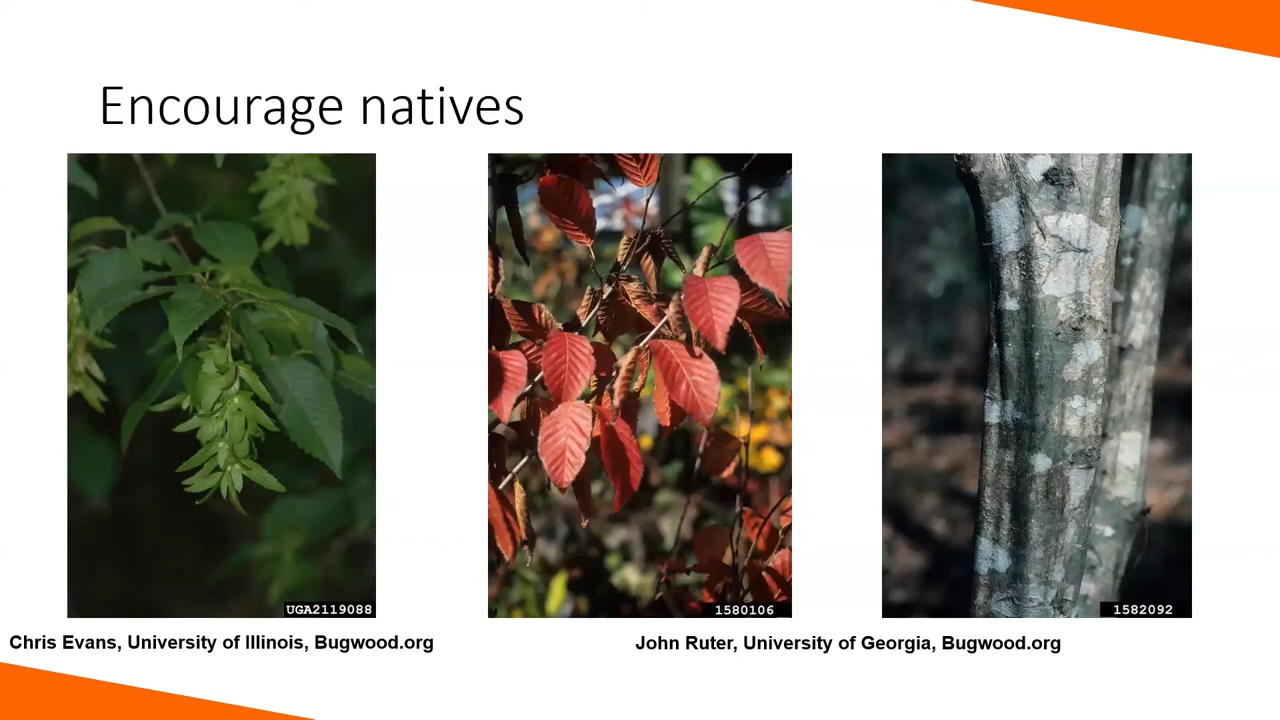 Encourage natives
UGA2119088
1580106
1582092
Chris Evans, University of Illinois, Bugwood.org
John Ruter, University of Georgia, Bugwood.org